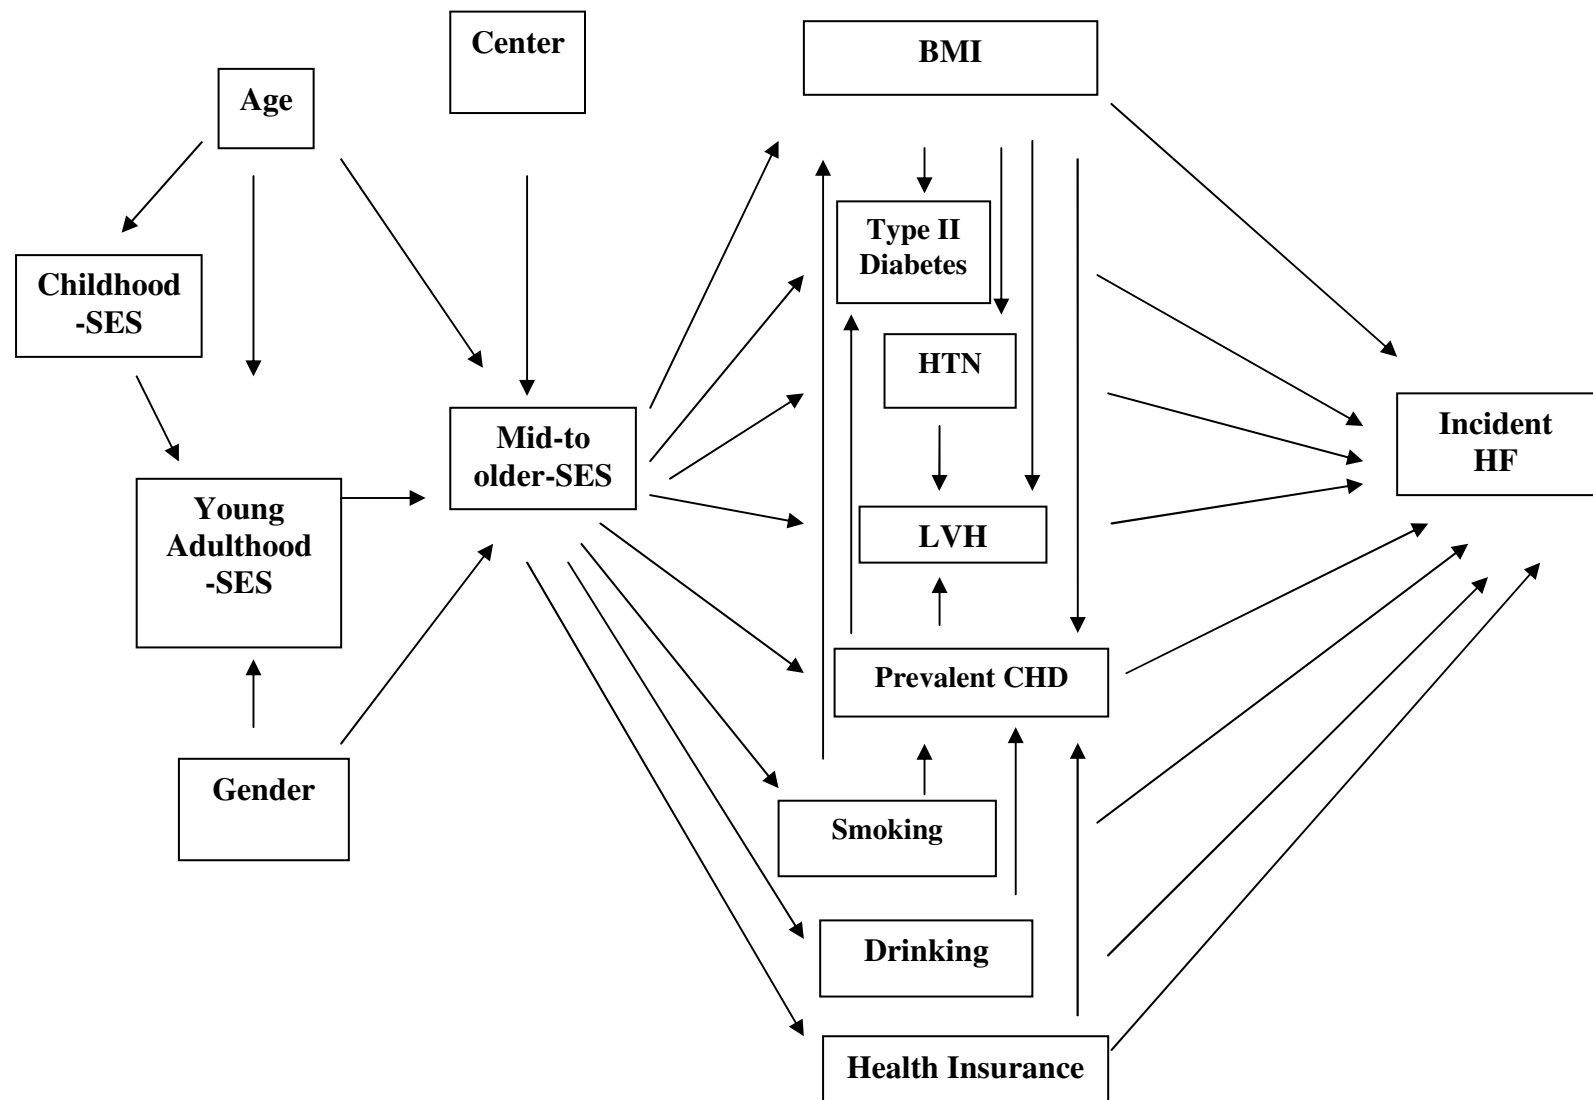 Center
BMI
Age
Type II
Diabetes
Childhood
-SES
HTN
Mid-to
older-SES
Incident
HF
Young
Adulthood
-SES
LVH
Prevalent CHD
Gender
Smoking
Drinking
Health Insurance